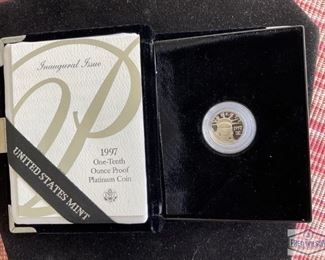 Inaugural Issue
1997
One-Tenth
Ounce Proof
Platinum Coin
UNITED STATES MINT